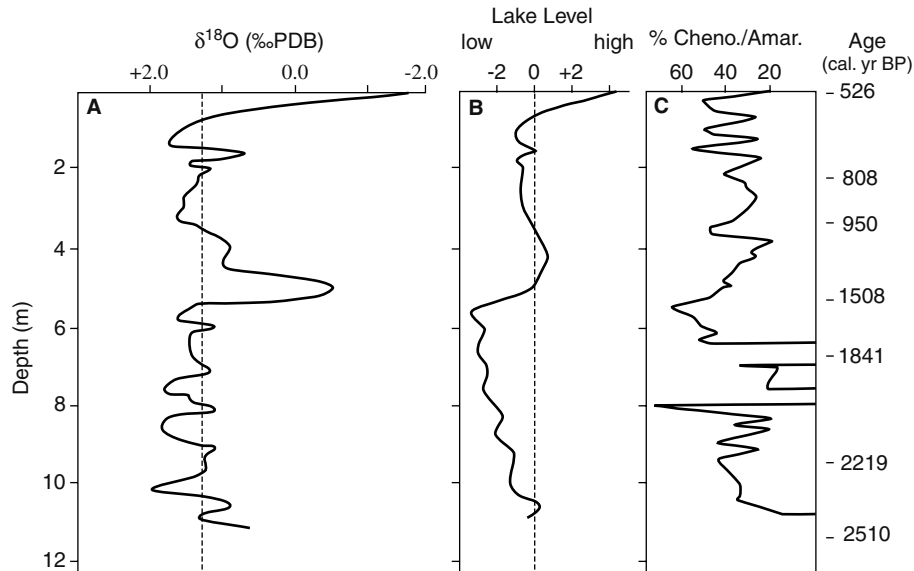 Lake Level
δ18O (‰PDB)
low high
% Cheno./Amar.
Age
(cal. yr BP)
+2.0 0.0 -2.0
-2 0 +2
60 40 20
A
B
C
526
2
808
950
4
1508
6
1841
8
2219
10
2510
12
Depth (m)